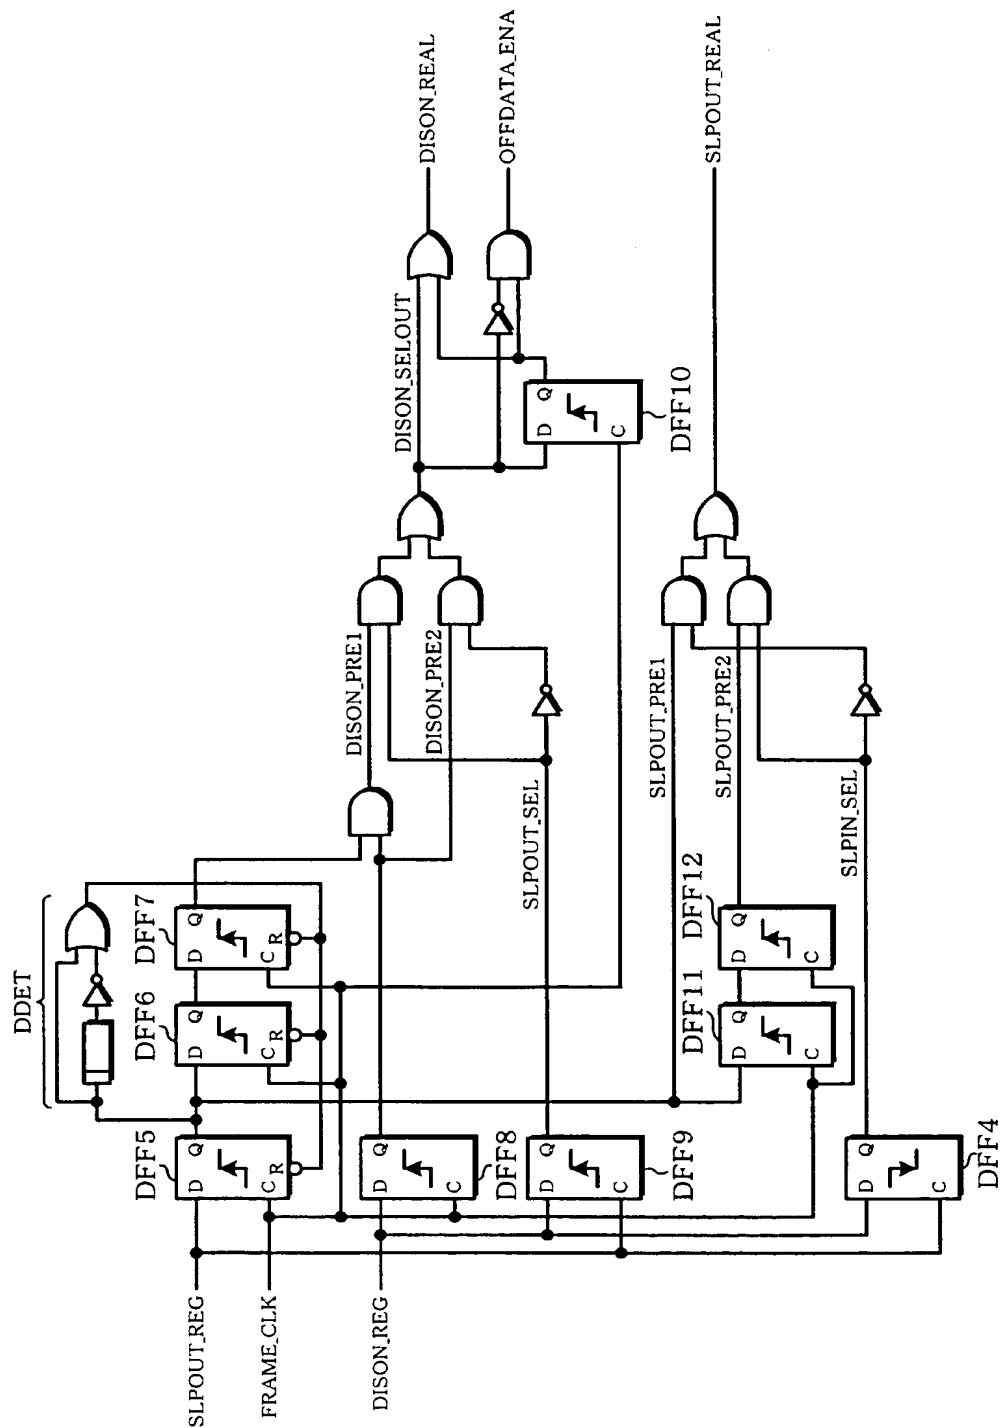 DDET
DFF5
D
Q
C
R
DFF6
D
Q
C
R
DFF7
D
Q
C
R
SLPOUT_REG
FRAME_CLK
DISON_REG
D
Q
C
DFF8
D
Q
C
DFF9
D
Q
C
DFF4
DFF11
D
Q
C
DFF12
D
Q
C
DISON_PRE1
DISON_PRE2
SLPOUT_SEL
SLPOUT_PRE1
SLPOUT_PRE2
SLPIN_SEL
DISON_SELOUT
D
Q
C
DFF10
DISON_REAL
OFFDATA_ENA
SLPOUT_REAL